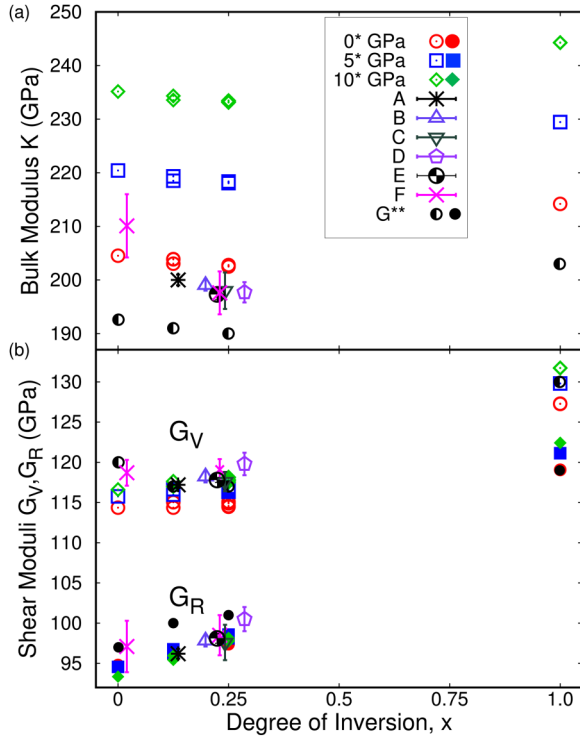 (a)
250
240
230
220
210
200
190
Bulk Modulus K (GPa)
0* GPa
5* GPa
10* GPa
A
B
C
D
E
F
G**
(b)
130
125
120
115
110
105
100
95
Shear Moduli G_V,G_R (GPa)
G_V
G_R
0
0.25
0.5
0.75
1.0
Degree of Inversion, x